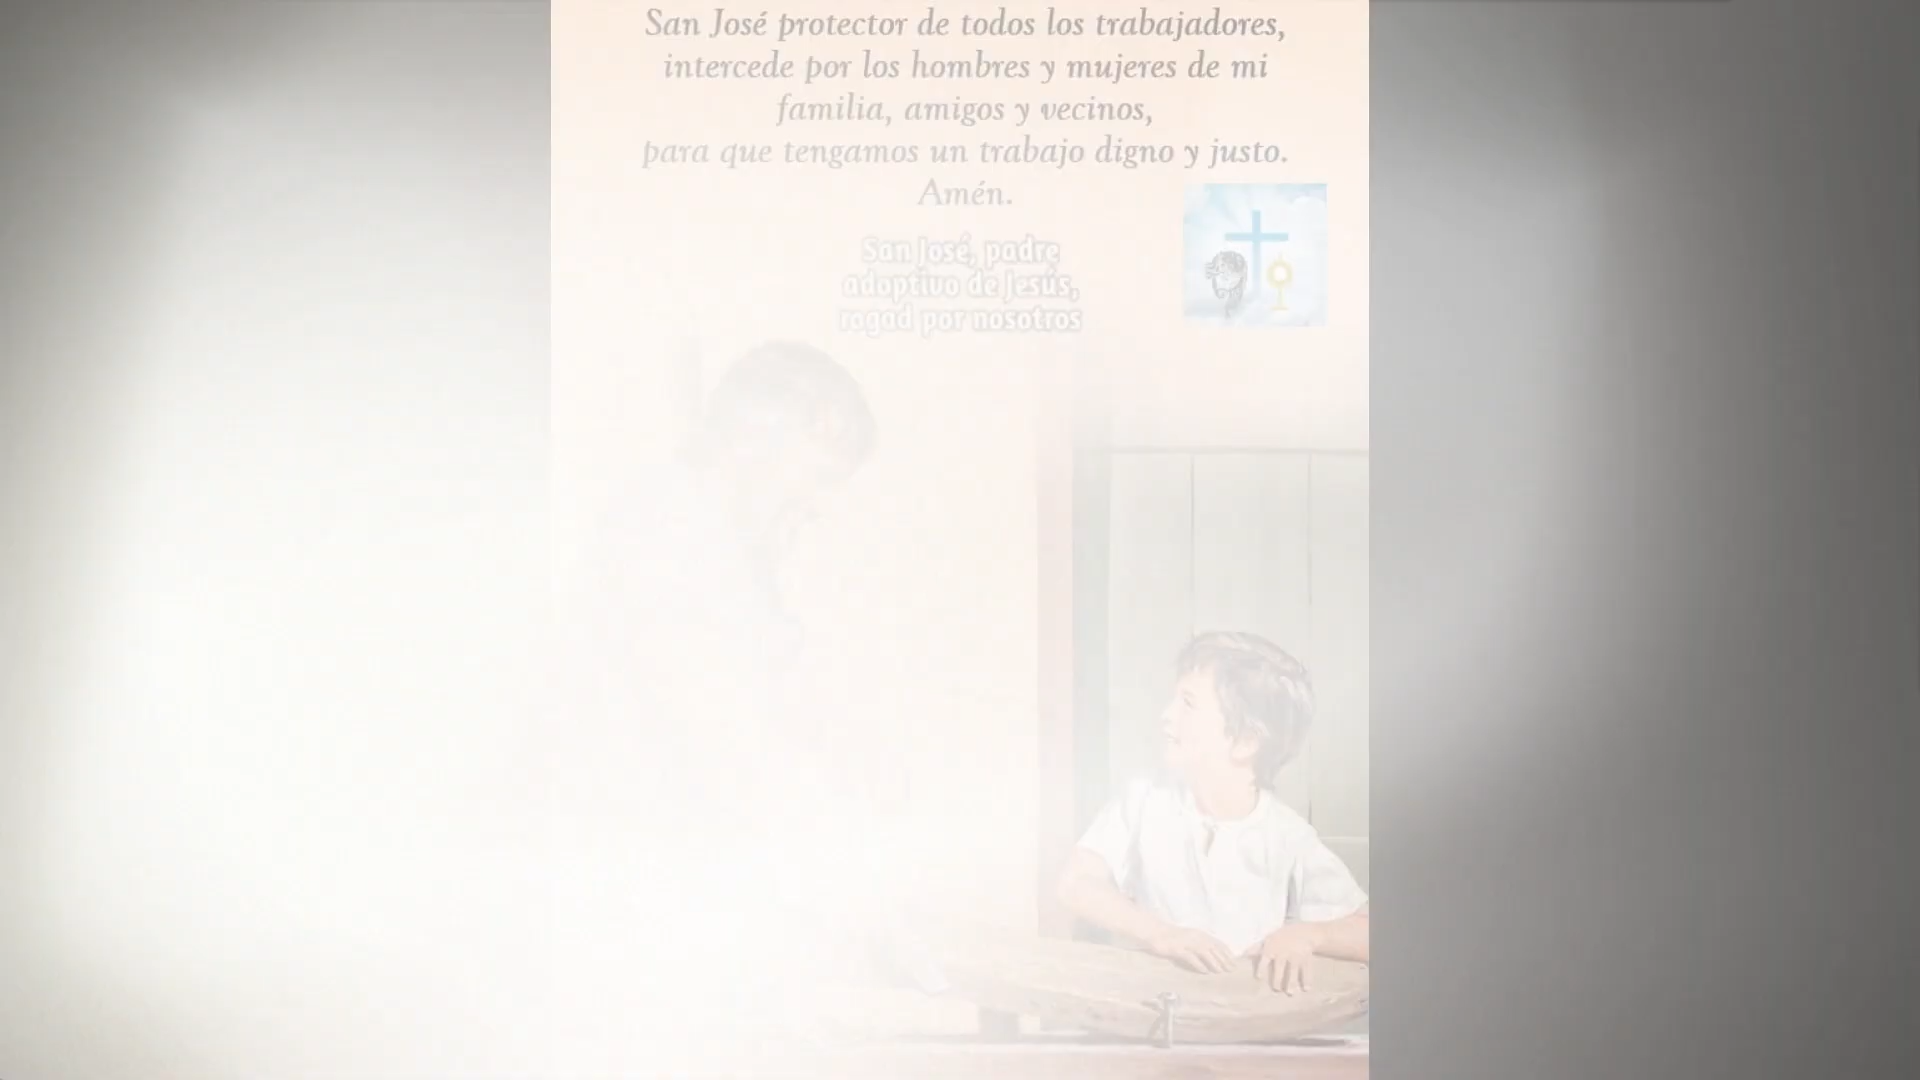 San José protector de todos los trabajadores,
intercede por los hombres y mujeres de mi
familia, amigos y vecinos,
para que tengamos un trabajo digno y justo.
Amén.
San José, padre
adoptivo de Jesús,
rogad por nosotros